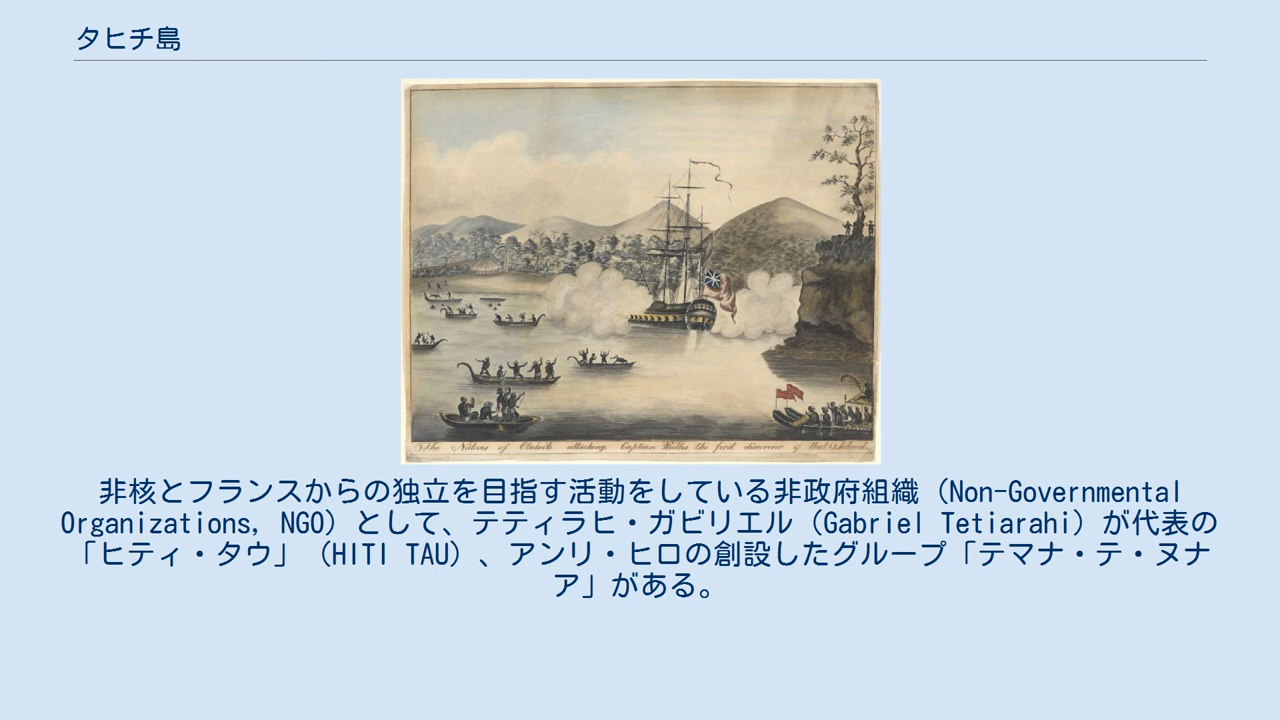 タヒチ島
The Natives of Otaheite attacking Captain Wallis the first discoverer of that Island.
非核とフランスからの独立を目指す活動をしている非政府組織（Non-Governmental
Organizations, NGO）として、テティラヒ・ガビリエル（Gabriel Tetiarahi）が代表の
「ヒティ・タウ」（HITI TAU）、アンリ・ヒロの創設したグループ「テマナ・テ・ヌナ
ア」がある。